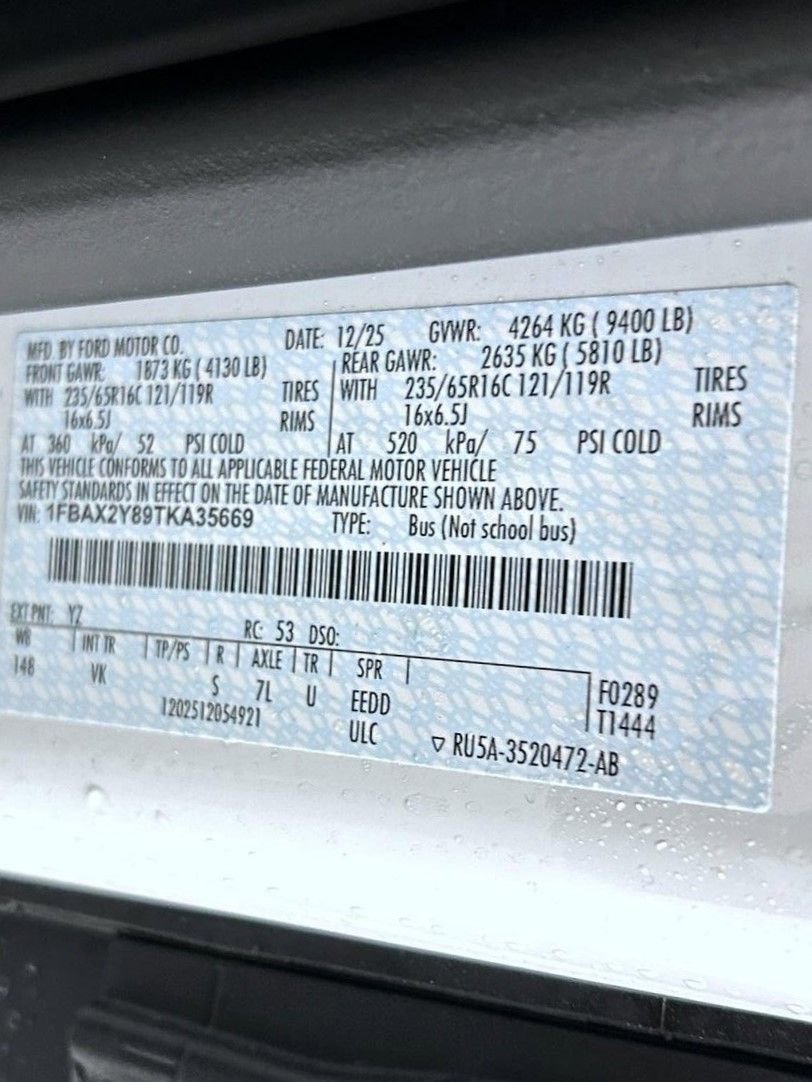 MFD. BY FORD MOTOR CO. DATE: 12/25 GVWR: 4264 KG ( 9400 LB)
FRONT GAWR: 1873 KG ( 4130 LB) REAR GAWR: 2635 KG ( 5810 LB)
WITH 235/65R16C 121/119R TIRES WITH 235/65R16C 121/119R TIRES
16x6.5J RIMS 16x6.5J RIMS
AT 360 kPa/ 52 PSI COLD AT 520 kPa/ 75 PSI COLD
THIS VEHICLE CONFORMS TO ALL APPLICABLE FEDERAL MOTOR VEHICLE
SAFETY STANDARDS IN EFFECT ON THE DATE OF MANUFACTURE SHOWN ABOVE.
VIN: 1FBAX2Y89TKA35669 TYPE: Bus (Not school bus)
EXT PNT: YZ RC: 53 DSO:
WB INT TR TP/PS R AXLE TR SPR
148 VK S 7L U EEDD F0289
1202512054921 ULC T1444
RU5A-3520472-AB